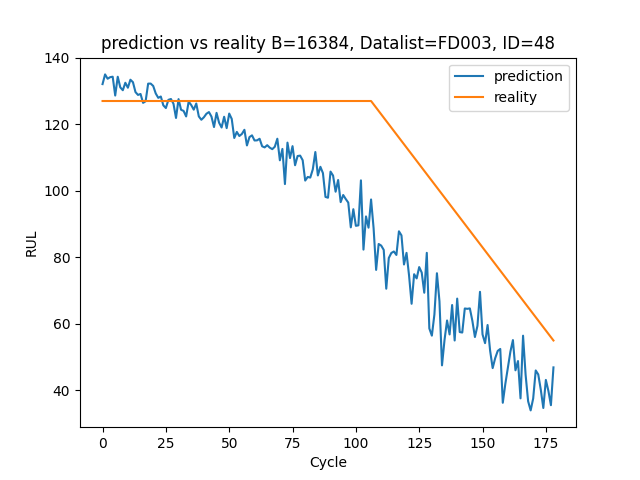 prediction vs reality B=16384, Datalist=FD003, ID=48
prediction
reality
RUL
140
120
100
80
60
40
0 25 50 75 100 125 150 175
Cycle